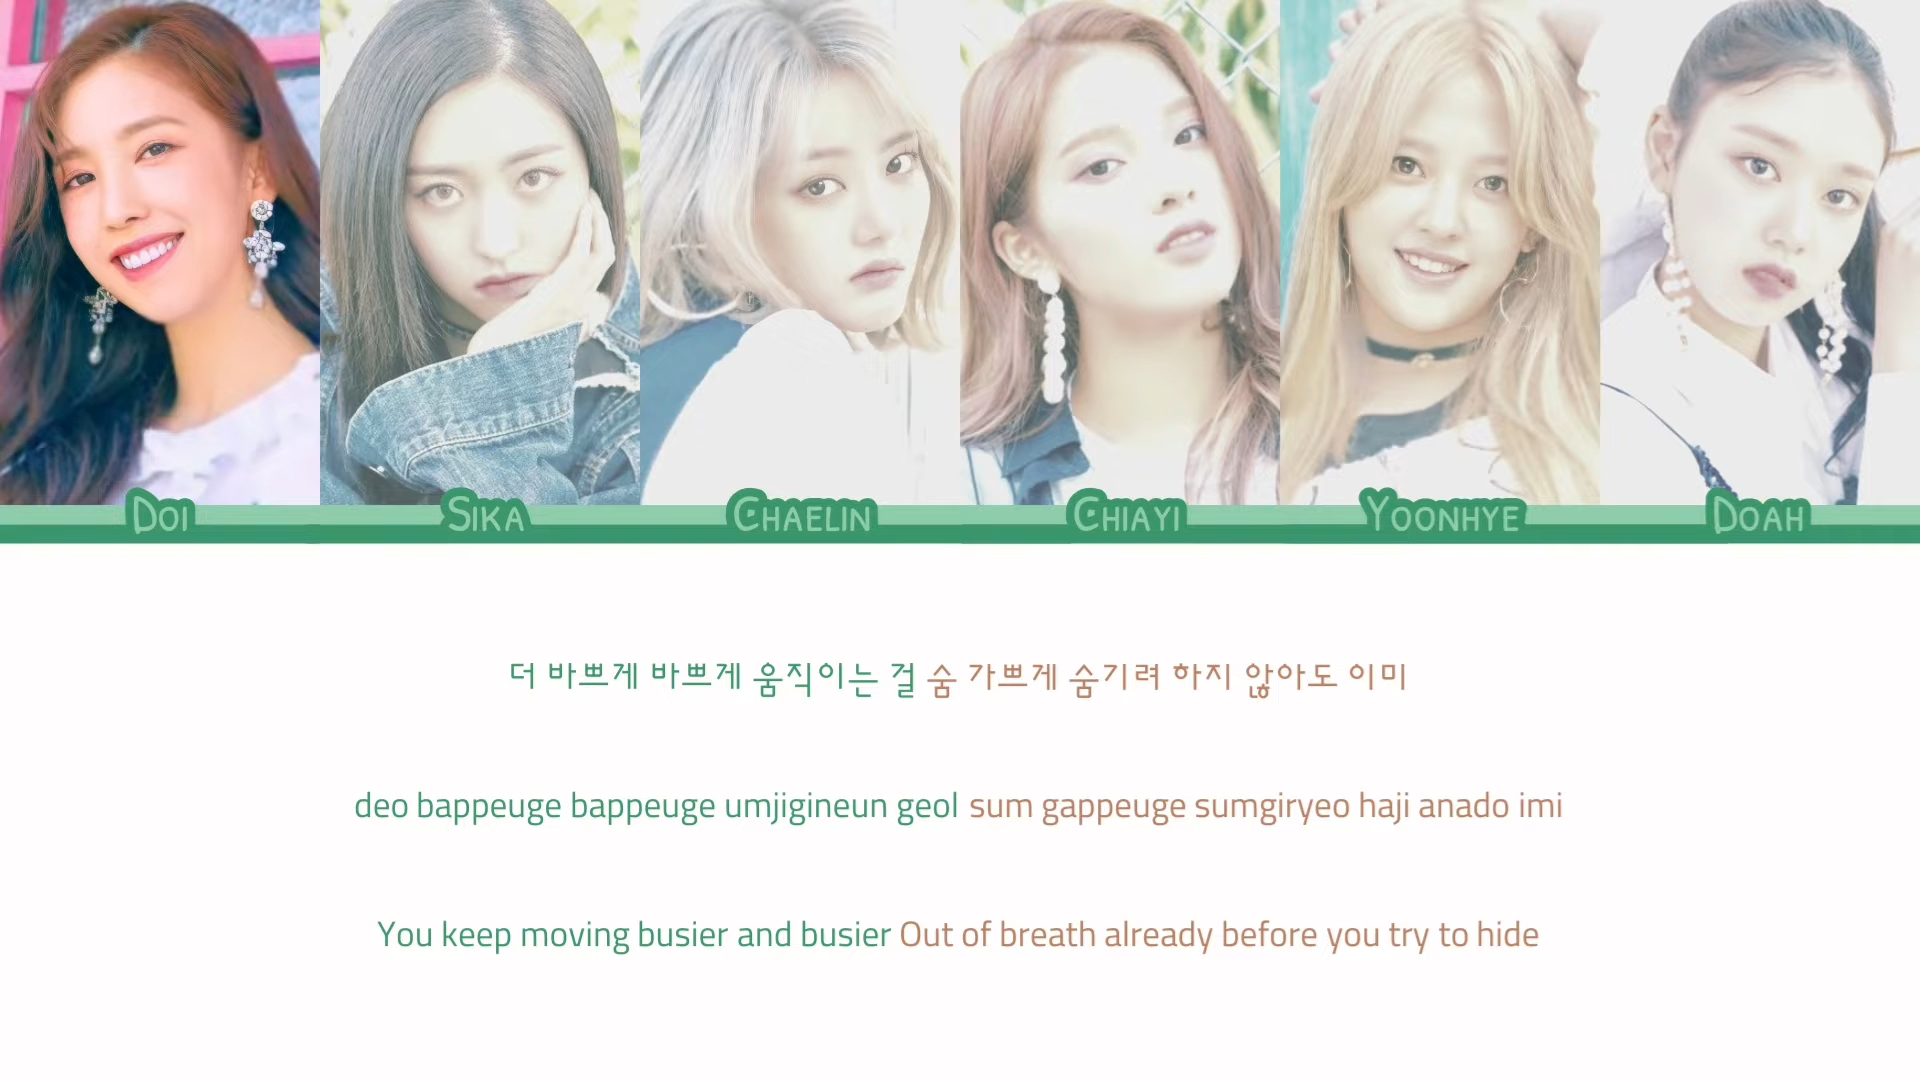 Doi Sika Chaelin Chiayi Yoonhye Doah
더 바쁘게 바쁘게 움직이는 걸 숨 가쁘게 숨기려 하지 않아도 이미
deo bappeuge bappeuge umjigineun geol sum gappeuge sumgiryeo haji anado imi
You keep moving busier and busier Out of breath already before you try to hide